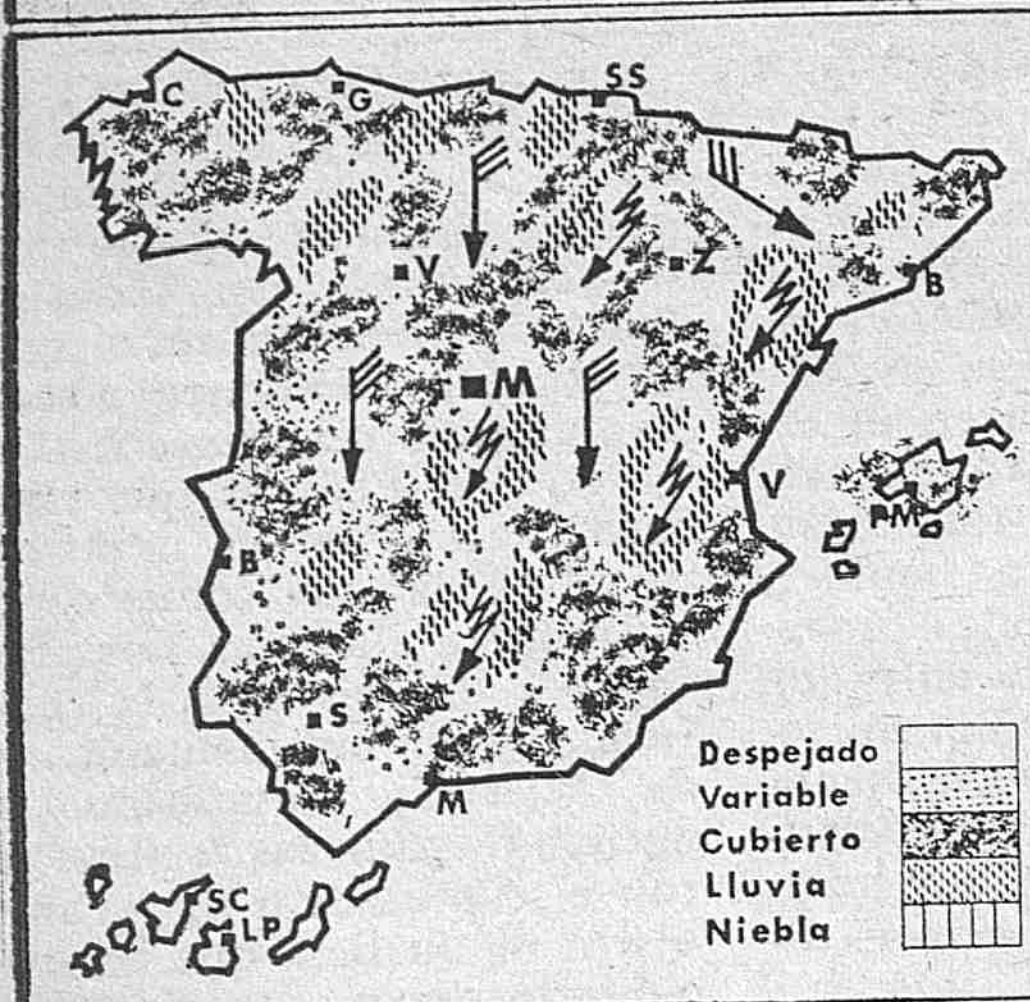 C
G
SS
V
Z
B
M
V
PM
B
S
M
SC
LP
Despejado
Variable
Cubierto
Lluvia
Niebla